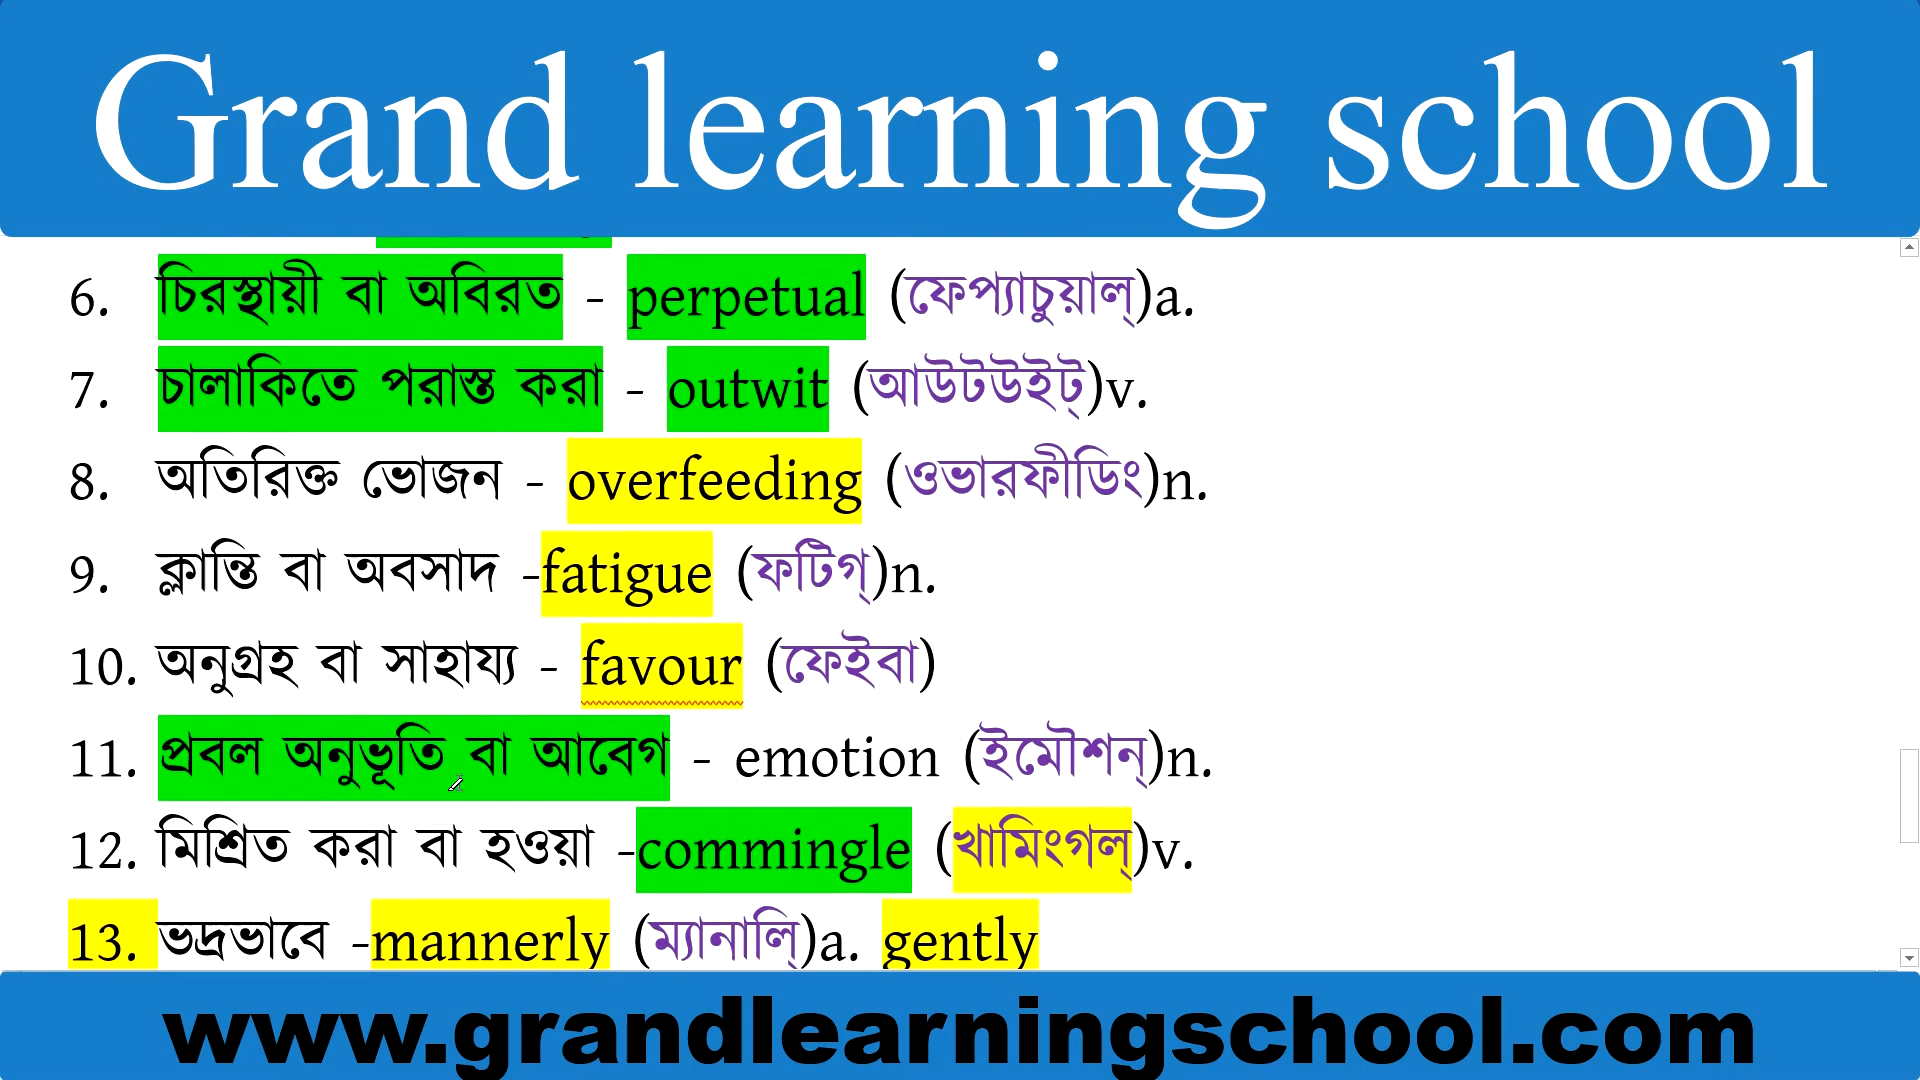 Grand learning school
6. চিরস্থায়ী বা অবিরত - perpetual (ফেপ্যাচুয়াল্)a.
7. চালাকিতে পরাস্ত করা - outwit (আউটউইট্)v.
8. অতিরিক্ত ভোজন - overfeeding (ওভারফীডিং)n.
9. ক্লান্তি বা অবসাদ -fatigue (ফটিগ্)n.
10. অনুগ্রহ বা সাহায্য - favour (ফেইবা)
11. প্রবল অনুভূতি বা আবেগ - emotion (ইমৌশন্)n.
12. মিশ্রিত করা বা হওয়া -commingle (খামিংগল্)v.
13. ভদ্রভাবে -mannerly (ম্যানালি্)a. gently
www.grandlearningschool.com